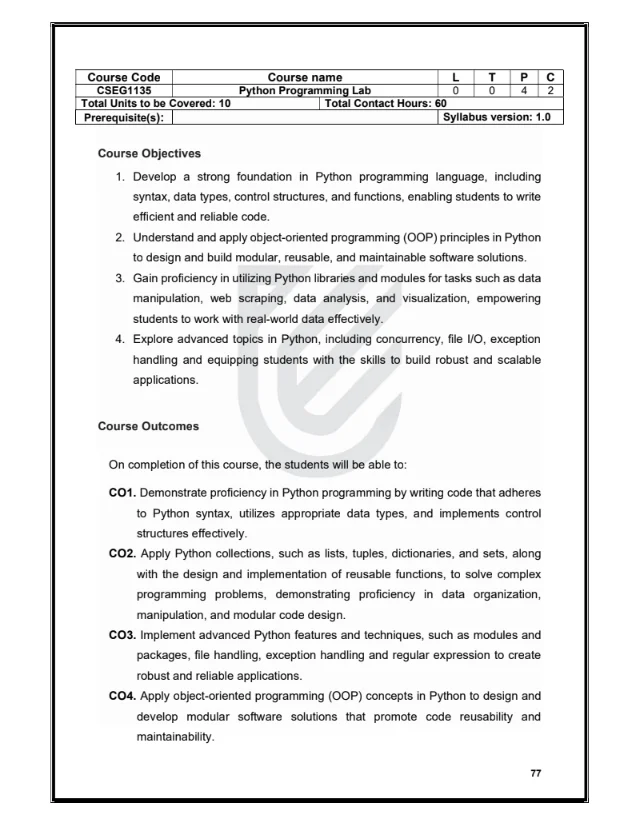 Course Code Course name L T P C
CSEG1135 Python Programming Lab 0 0 4 2
Total Units to be Covered: 10 Total Contact Hours: 60
Prerequisite(s): Syllabus version: 1.0
Course Objectives
1. Develop a strong foundation in Python programming language, including
syntax, data types, control structures, and functions, enabling students to write
efficient and reliable code.
2. Understand and apply object-oriented programming (OOP) principles in Python
to design and build modular, reusable, and maintainable software solutions.
3. Gain proficiency in utilizing Python libraries and modules for tasks such as data
manipulation, web scraping, data analysis, and visualization, empowering
students to work with real-world data effectively.
4. Explore advanced topics in Python, including concurrency, file I/O, exception
handling and equipping students with the skills to build robust and scalable
applications.
Course Outcomes
On completion of this course, the students will be able to:
CO1. Demonstrate proficiency in Python programming by writing code that adheres
to Python syntax, utilizes appropriate data types, and implements control
structures effectively.
CO2. Apply Python collections, such as lists, tuples, dictionaries, and sets, along
with the design and implementation of reusable functions, to solve complex
programming problems, demonstrating proficiency in data organization,
manipulation, and modular code design.
CO3. Implement advanced Python features and techniques, such as modules and
packages, file handling, exception handling and regular expression to create
robust and reliable applications.
CO4. Apply object-oriented programming (OOP) concepts in Python to design and
develop modular software solutions that promote code reusability and
maintainability.
77